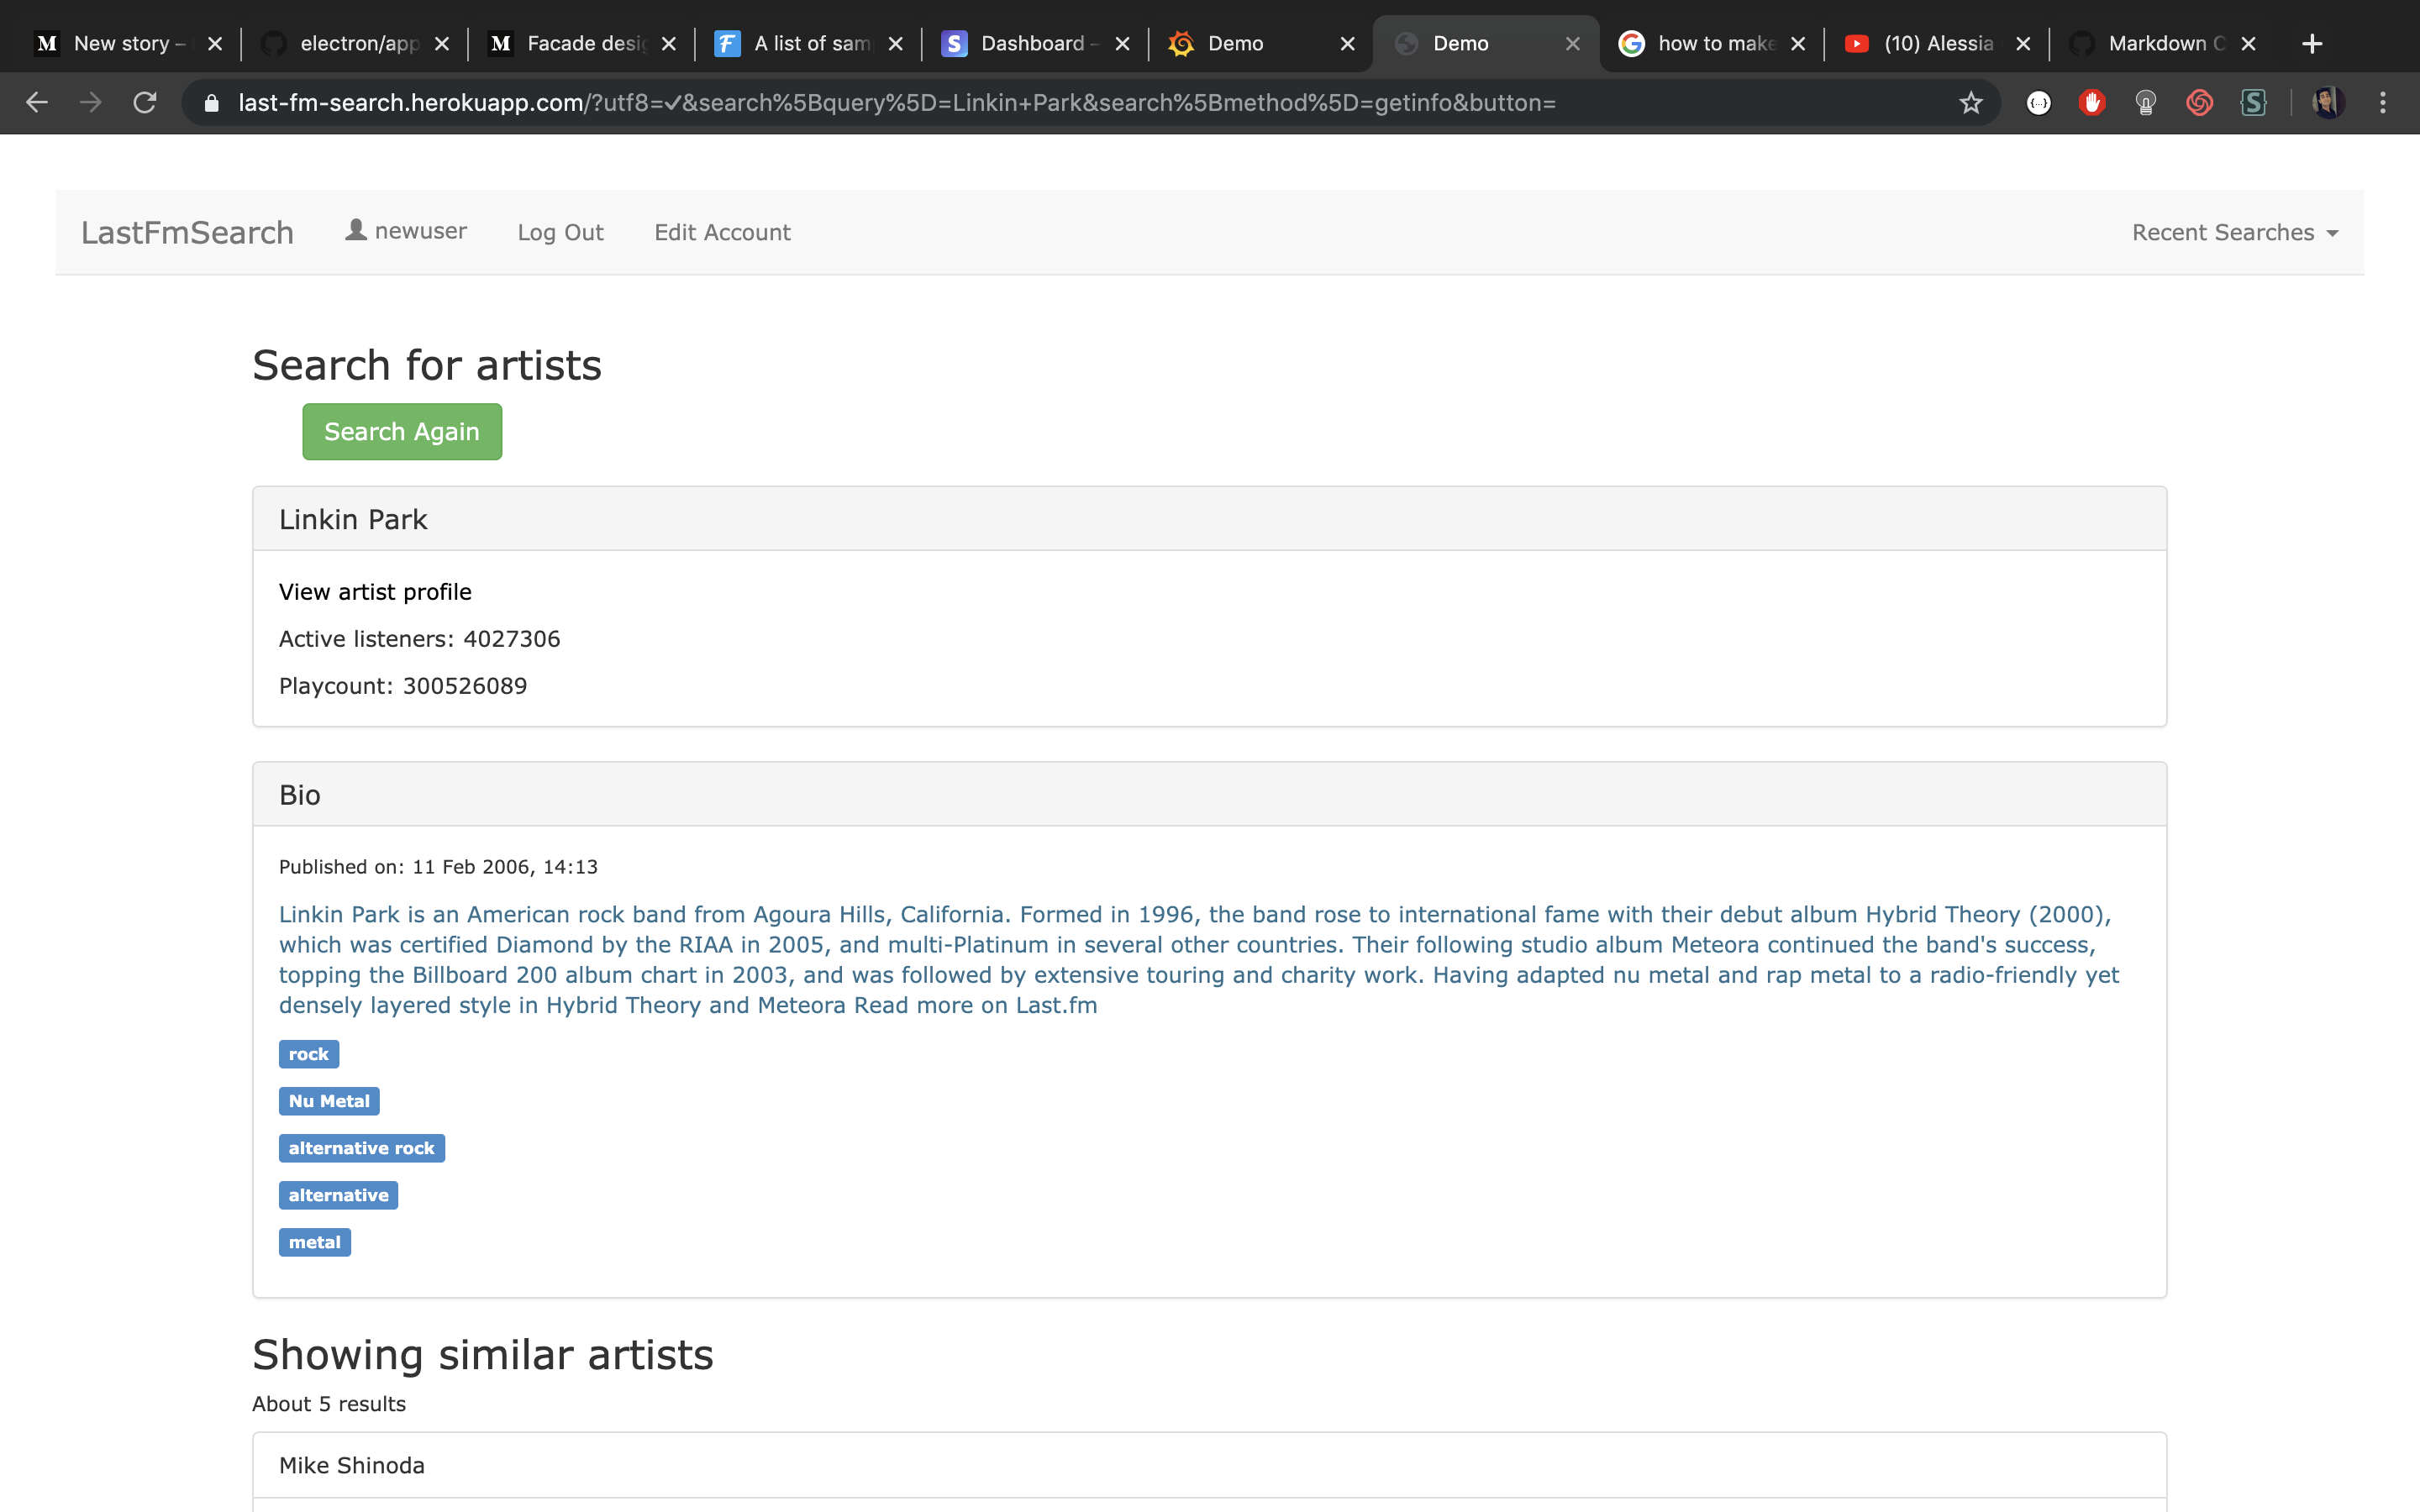 New story –
electron/app
Facade desig
A list of sam
Dashboard –
Demo
Demo
how to make
(10) Alessia
Markdown C
last-fm-search.herokuapp.com/?utf8=✓&search%5Bquery%5D=Linkin+Park&search%5Bmethod%5D=getinfo&button=
LastFmSearch
newuser
Log Out
Edit Account
Recent Searches
Search for artists
Search Again
Linkin Park
View artist profile
Active listeners: 4027306
Playcount: 300526089
Bio
Published on: 11 Feb 2006, 14:13
Linkin Park is an American rock band from Agoura Hills, California. Formed in 1996, the band rose to international fame with their debut album Hybrid Theory (2000),
which was certified Diamond by the RIAA in 2005, and multi-Platinum in several other countries. Their following studio album Meteora continued the band's success,
topping the Billboard 200 album chart in 2003, and was followed by extensive touring and charity work. Having adapted nu metal and rap metal to a radio-friendly yet
densely layered style in Hybrid Theory and Meteora Read more on Last.fm
rock
Nu Metal
alternative rock
alternative
metal
Showing similar artists
About 5 results
Mike Shinoda